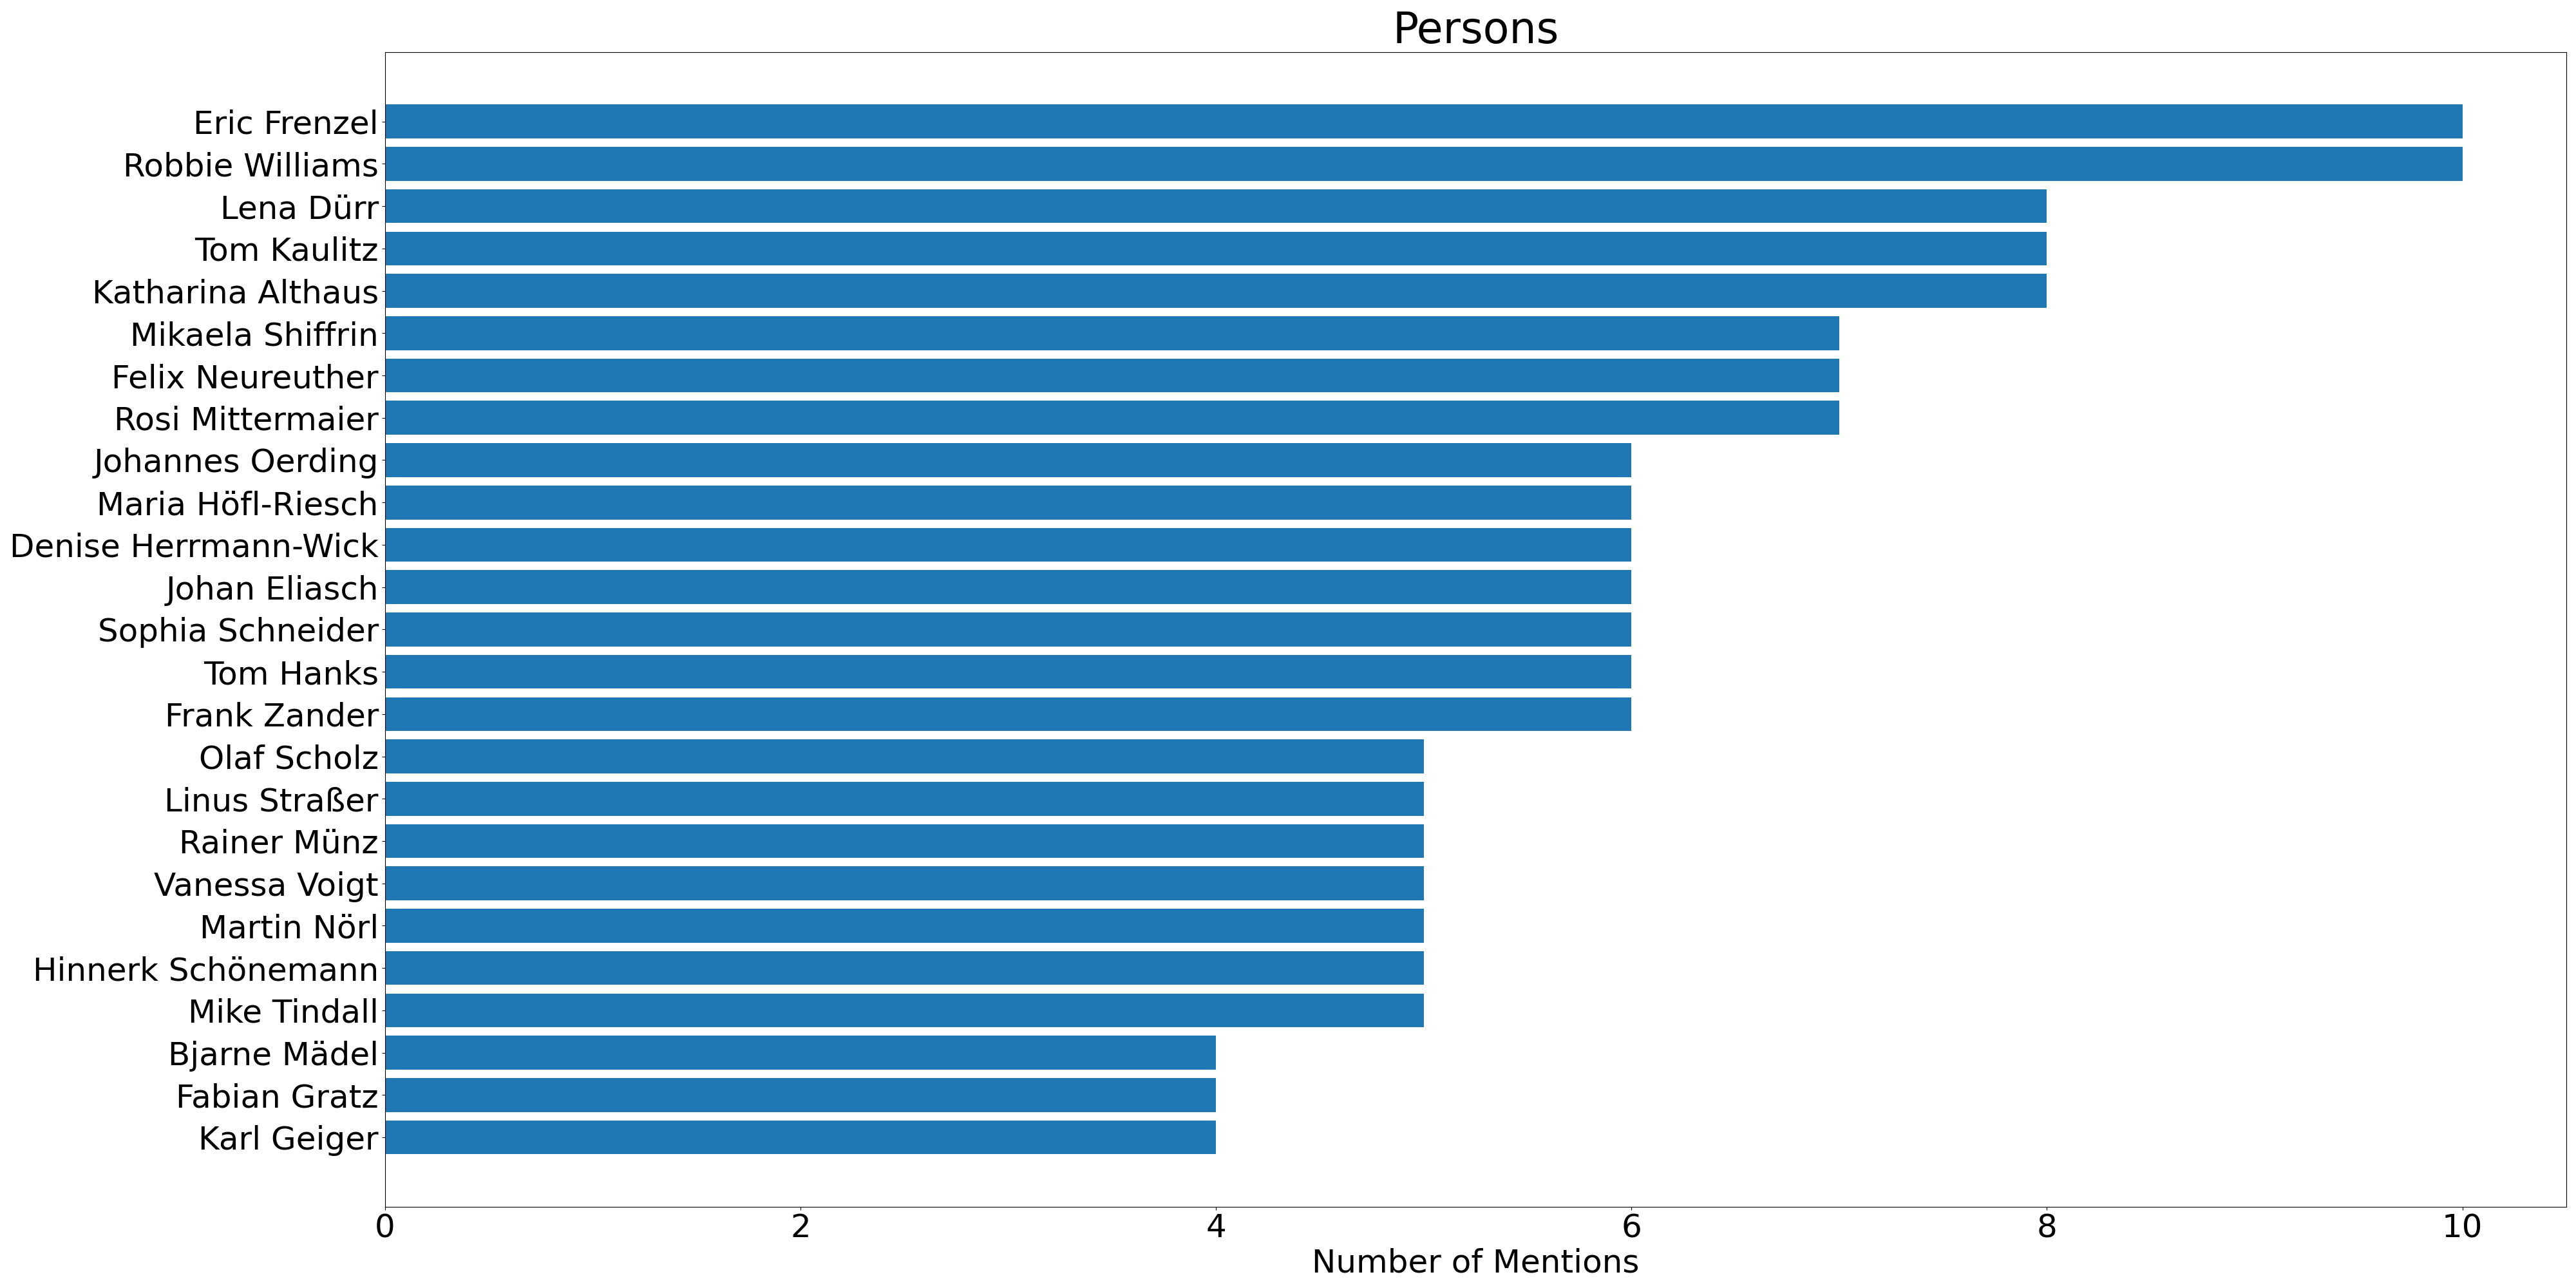 Persons
Eric Frenzel
Robbie Williams
Lena Dürr
Tom Kaulitz
Katharina Althaus
Mikaela Shiffrin
Felix Neureuther
Rosi Mittermaier
Johannes Oerding
Maria Höfl-Riesch
Denise Herrmann-Wick
Johan Eliasch
Sophia Schneider
Tom Hanks
Frank Zander
Olaf Scholz
Linus Straßer
Rainer Münz
Vanessa Voigt
Martin Nörl
Hinnerk Schönemann
Mike Tindall
Bjarne Mädel
Fabian Gratz
Karl Geiger
0 2 4 6 8 10
Number of Mentions